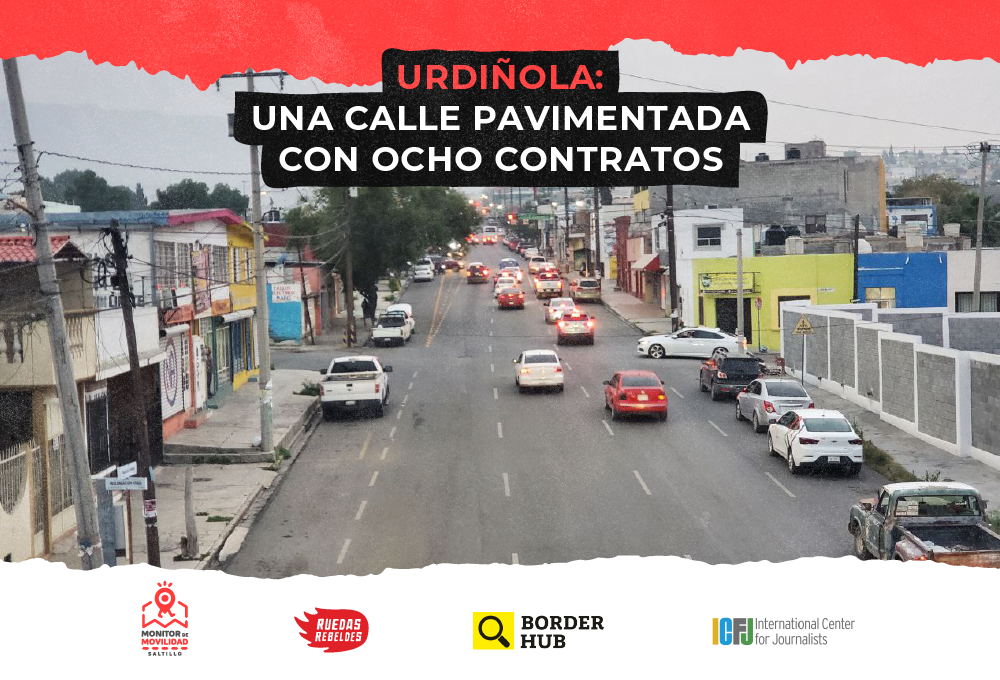 URDIÑOLA:
UNA CALLE PAVIMENTADA
CON OCHO CONTRATOS
MONITOR DE
MOVILIDAD
SALTILLO
RUEDAS
REBELDES
BORDER
HUB
ICFJ
International Center
for Journalists